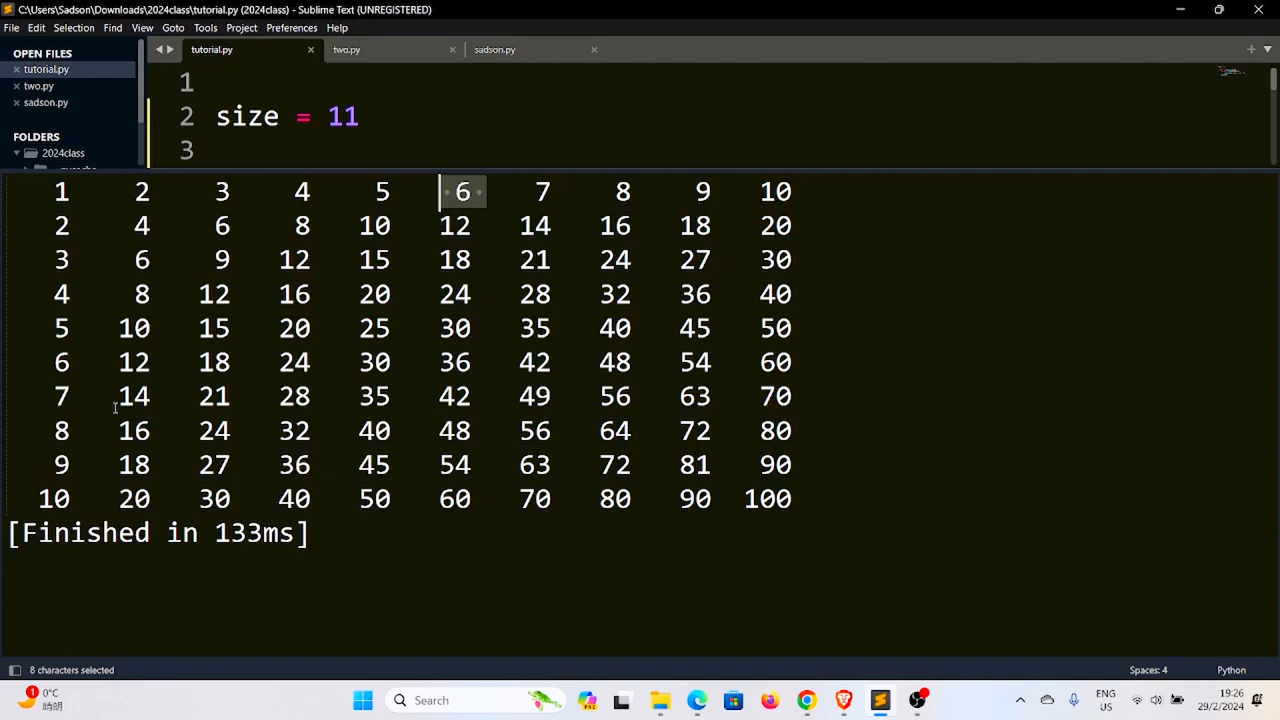 C:\Users\Sadson\Downloads\2024class\tutorial.py (2024class) - Sublime Text (UNREGISTERED)
File Edit Selection Find View Goto Tools Project Preferences Help
OPEN FILES
tutorial.py
two.py
sadson.py
FOLDERS
2024class
tutorial.py two.py sadson.py
1
2 size = 11
3
1 2 3 4 5 6 7 8 9 10
2 4 6 8 10 12 14 16 18 20
3 6 9 12 15 18 21 24 27 30
4 8 12 16 20 24 28 32 36 40
5 10 15 20 25 30 35 40 45 50
6 12 18 24 30 36 42 48 54 60
7 14 21 28 35 42 49 56 63 70
8 16 24 32 40 48 56 64 72 80
9 18 27 36 45 54 63 72 81 90
10 20 30 40 50 60 70 80 90 100
[Finished in 133ms]
8 characters selected Spaces: 4 Python
1 0°C
晴朗
Search
ENG
US
19:26
29/2/2024